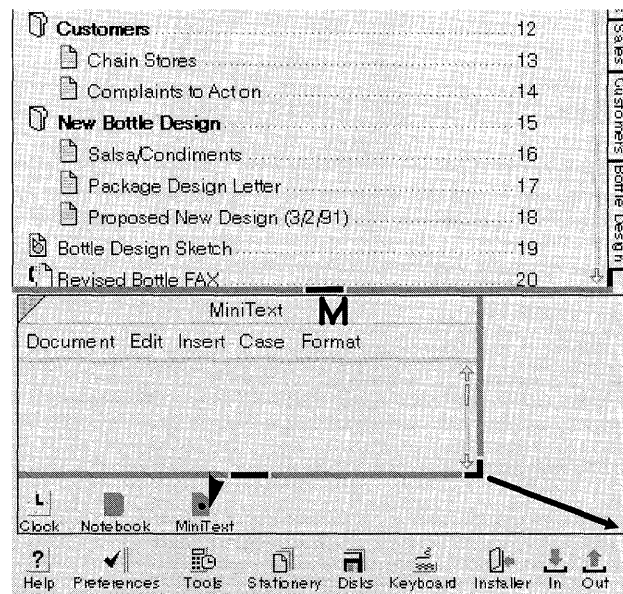 Customers 12
Chain Stores 13
Complaints to Act on 14
New Bottle Design 15
Salsa/Condiments 16
Package Design Letter 17
Proposed New Design (3/2/91) 18
Bottle Design Sketch 19
Revised Bottle FAX 20
Sales
Customers
Bottle Design
MiniText M
Document Edit Insert Case Format
Clock Notebook MiniText
? Help Preferences Tools Stationery Disks Keyboard Installer In Out